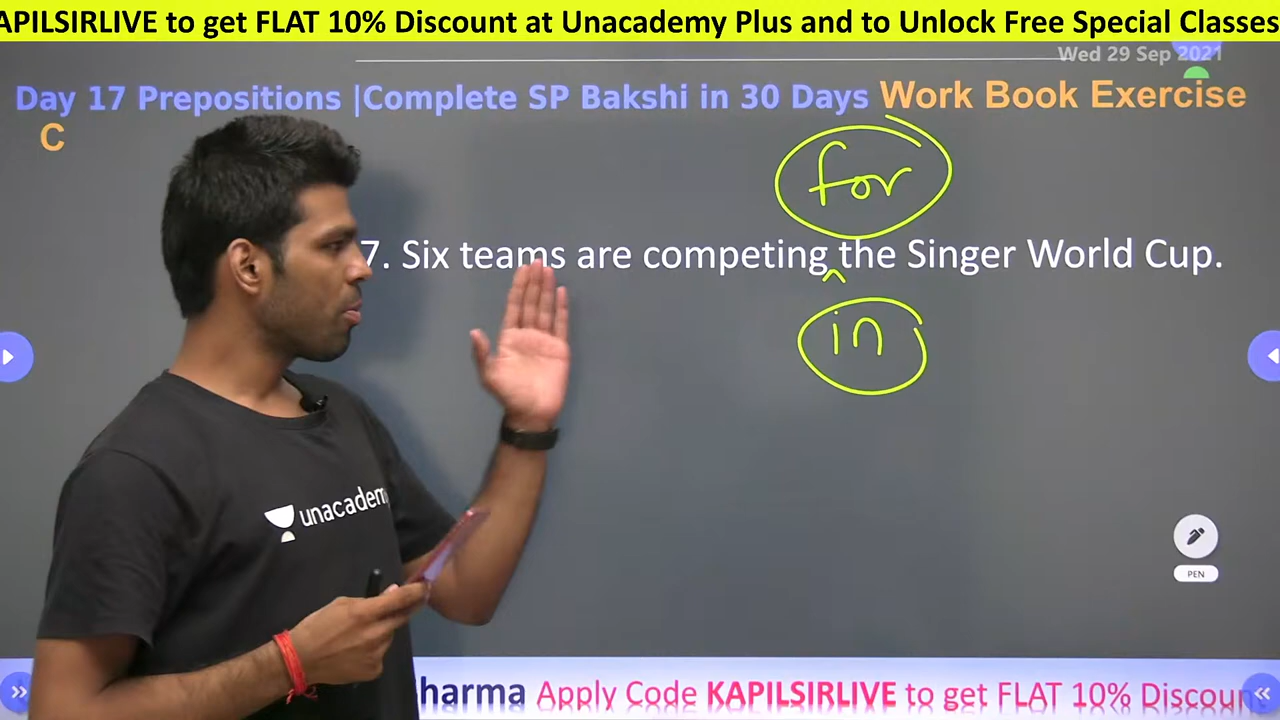 APILSIRLIVE to get FLAT 10% Discount at Unacademy Plus and to Unlock Free Special Classes
Wed 29 Sep 2021
Day 17 Prepositions |Complete SP Bakshi in 30 Days Work Book Exercise
C
for
7. Six teams are competing the Singer World Cup.
^
in
unacademy
PEN
harma Apply Code KAPILSIRLIVE to get FLAT 10% Discoun